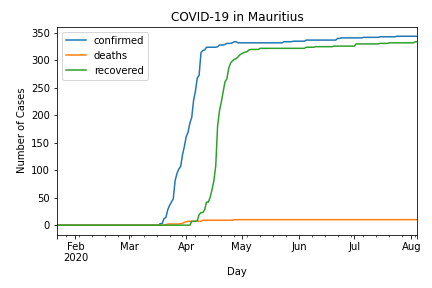 COVID-19 in Mauritius
confirmed
deaths
recovered
Number of Cases
350
300
250
200
150
100
50
0
Feb Mar Apr May Jun Jul Aug
2020
Day